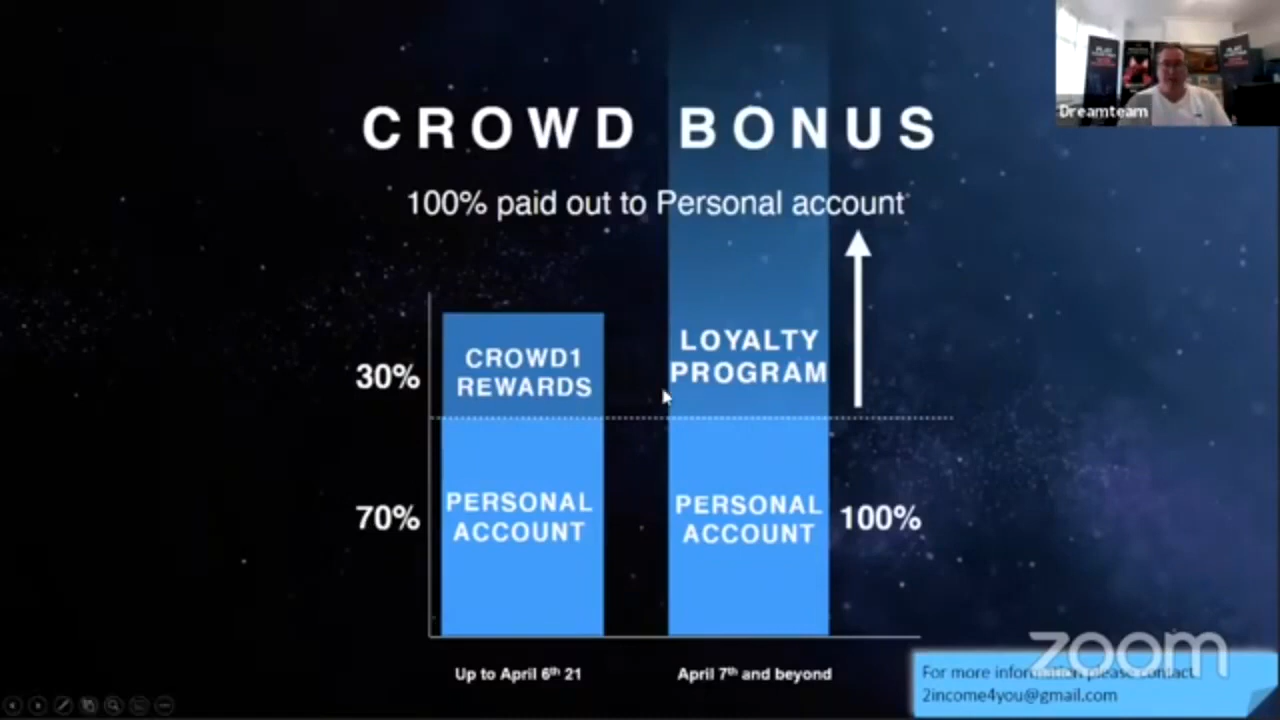 CROWD BONUS
100% paid out to Personal account
30%
CROWD1
REWARDS
LOYALTY
PROGRAM
70%
PERSONAL
ACCOUNT
PERSONAL
ACCOUNT
100%
Up to April 6th 21
April 7th and beyond
Dreamteam
zoom
For more information please contact
2income4you@gmail.com